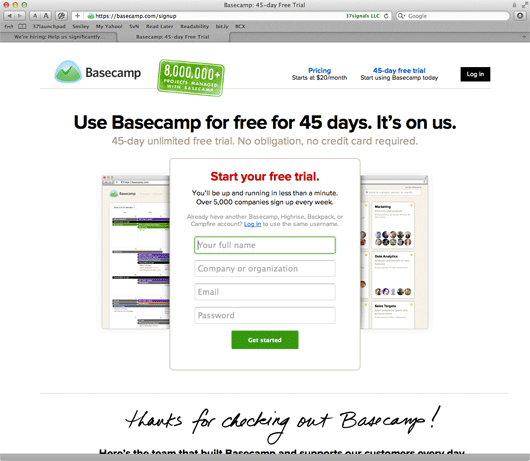 Basecamp: 45-day Free Trial
https://basecamp.com/signup
37signals LLC
Google
37launchpad Smiley My Yahoo! SvN Read Later Readability bit.ly BCX
We're hiring: Help us significantly...
Basecamp: 45-day Free Trial
Basecamp
8,000,000+
PROJECTS MANAGED
WITH BASECAMP
Pricing
Starts at $20/month
45-day free trial
Start using Basecamp today
Log in
Use Basecamp for free for 45 days. It's on us.
45-day unlimited free trial. No obligation, no credit card required.
Start your free trial.
You'll be up and running in less than a minute.
Over 5,000 companies sign up every week.
Already have another Basecamp, Highrise, Backpack, or
Campfire account? Log in to use the same username.
Your full name
Company or organization
Email
Password
Get started
Marketing
Data Analytics
Sales Targets
thanks for checking out Basecamp!
Here's the team that built Basecamp and supports our customers every day